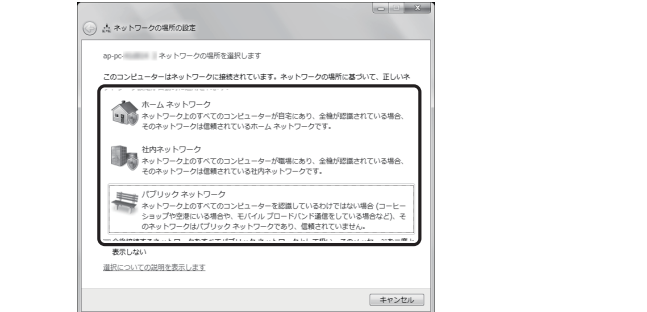 ネットワークの場所の設定
ap-pc- ネットワークの場所を選択します
このコンピューターはネットワークに接続されています。ネットワークの場所に基づいて、正しいネ
ホーム ネットワーク
ネットワーク上のすべてのコンピューターが自宅にあり、全機が認識されている場合、
そのネットワークは信頼されているホーム ネットワークです。
社内ネットワーク
ネットワーク上のすべてのコンピューターが職場にあり、全機が認識されている場合、
そのネットワークは信頼されている社内ネットワークです。
パブリック ネットワーク
ネットワーク上のすべてのコンピューターを認識しているわけではない場合 (コーヒー
ショップや空港にいる場合や、モバイル ブロードバンド通信をしている場合など)、そ
のネットワークはパブリック ネットワークであり、信頼されていません。
表示しない
選択についての説明を表示します
キャンセル